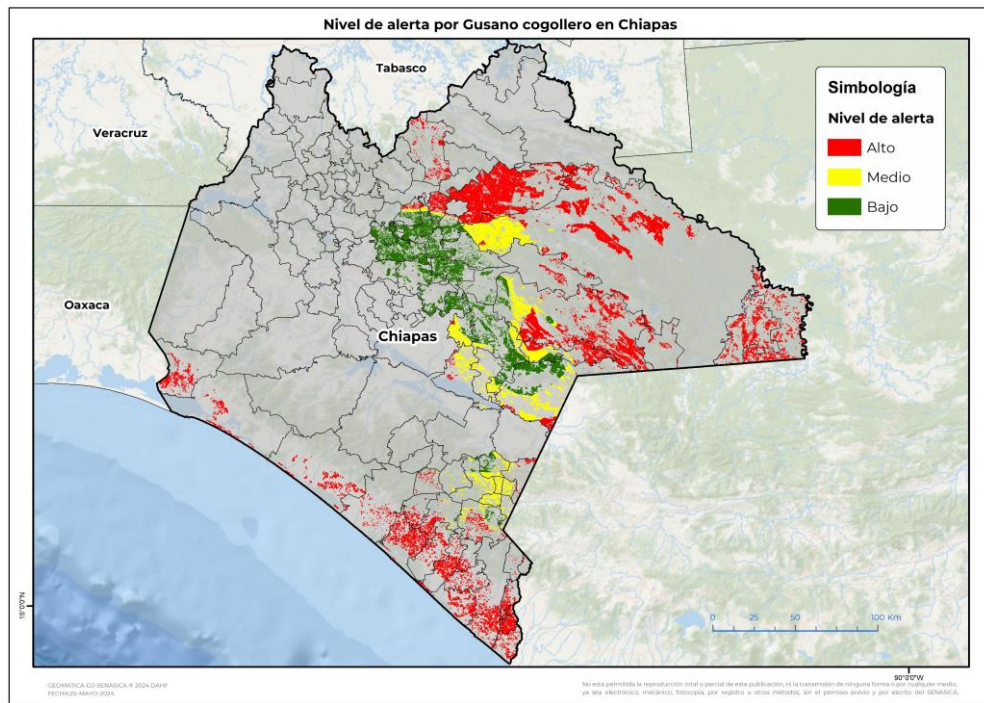 Nivel de alerta por Gusano cogollero en Chiapas
Tabasco
Veracruz
Oaxaca
Chiapas
Simbología
Nivel de alerta
Alto
Medio
Bajo
15°0'0"N
0 25 50 100 Km
90°0'0"W
GEOMATICA-DJ SENASICA ® 2024 DAHF
FECHA20-MAYO-2024
No está permitida la reproducción total o parcial de esta publicación, ni la transmisión de ninguna forma o por cualquier medio,
ya sea electrónico, mecánico, fotocopia, por registro u otros métodos, sin el permiso previo y por escrito del SENASICA.